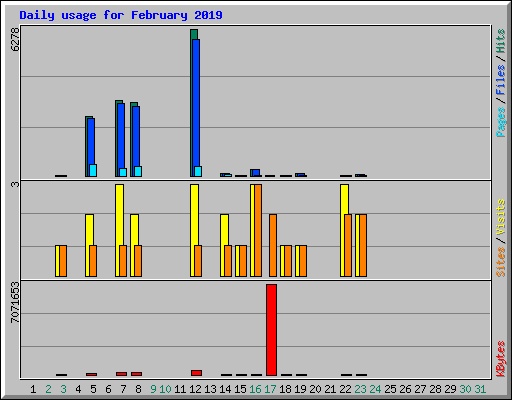 Daily usage for February 2019
6278
Pages / Files / Hits
3
Sites / Visits
7071653
KBytes
1 2 3 4 5 6 7 8 9 10 11 12 13 14 15 16 17 18 19 20 21 22 23 24 25 26 27 28 29 30 31